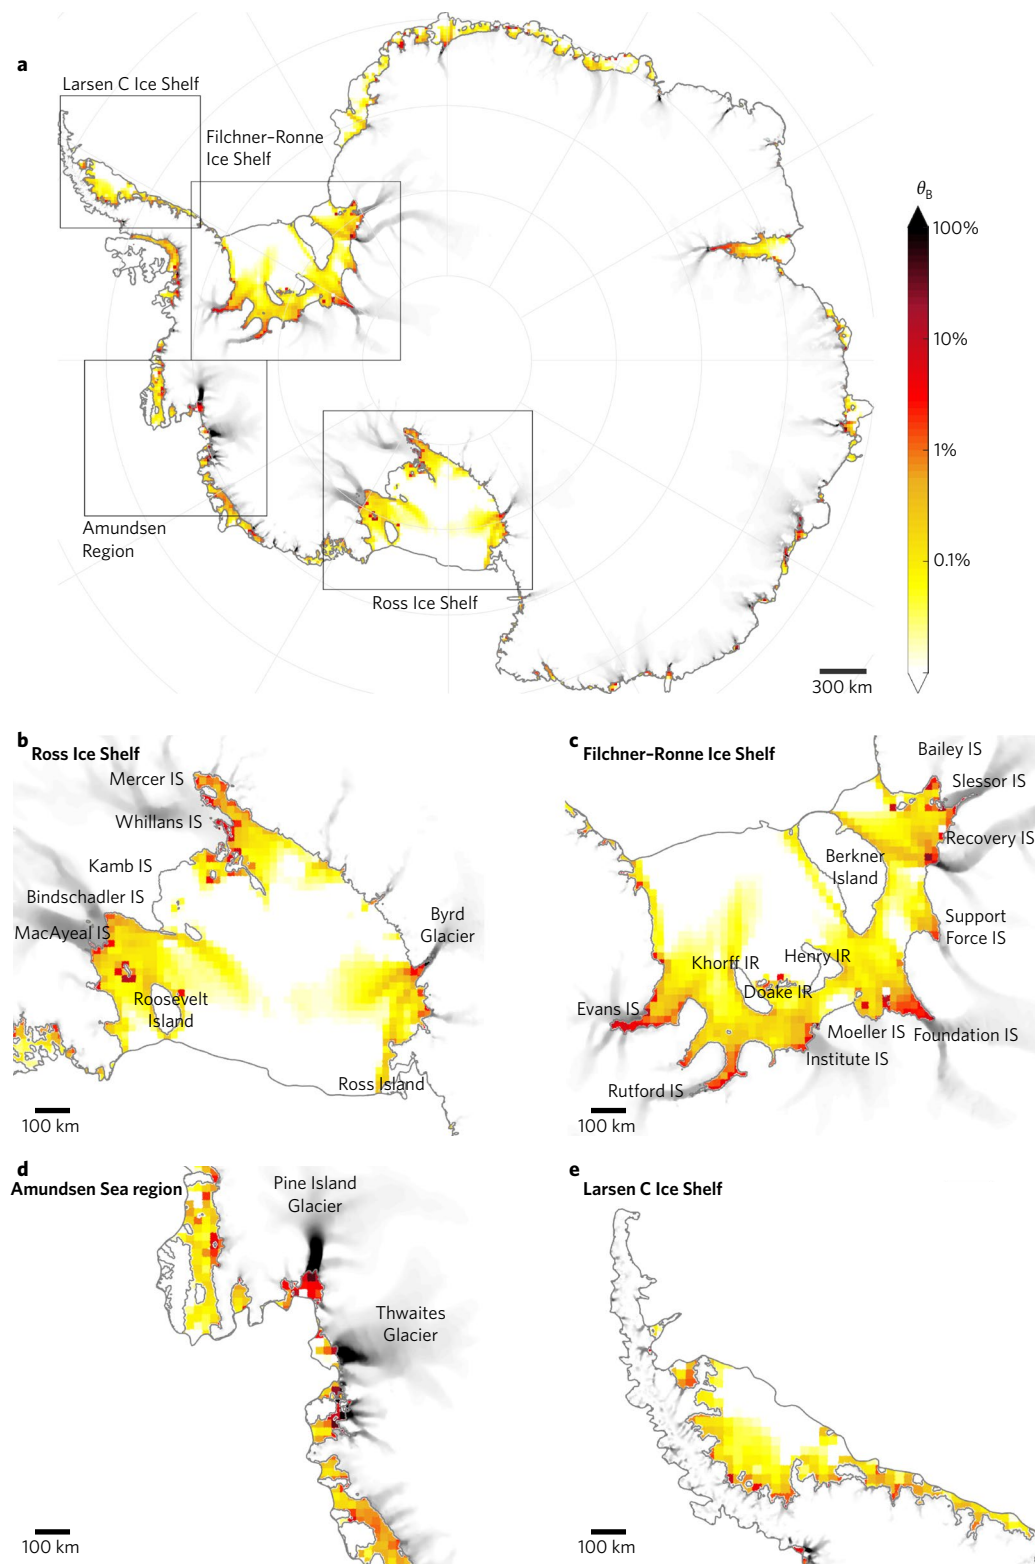 a
Larsen C Ice Shelf
Filchner–Ronne
Ice Shelf
θB
100%
10%
1%
0.1%
Amundsen
Region
Ross Ice Shelf
300 km
b
Ross Ice Shelf
Mercer IS
Whillans IS
Kamb IS
Bindschadler IS
MacAyeal IS
Byrd
Glacier
Roosevelt
Island
Ross Island
100 km
c
Filchner–Ronne Ice Shelf
Bailey IS
Slessor IS
Recovery IS
Berkner
Island
Support
Force IS
Khorff IR
Henry IR
Doake IR
Evans IS
Moeller IS
Foundation IS
Institute IS
Rutford IS
100 km
d
Amundsen Sea region
Pine Island
Glacier
Thwaites
Glacier
100 km
e
Larsen C Ice Shelf
100 km